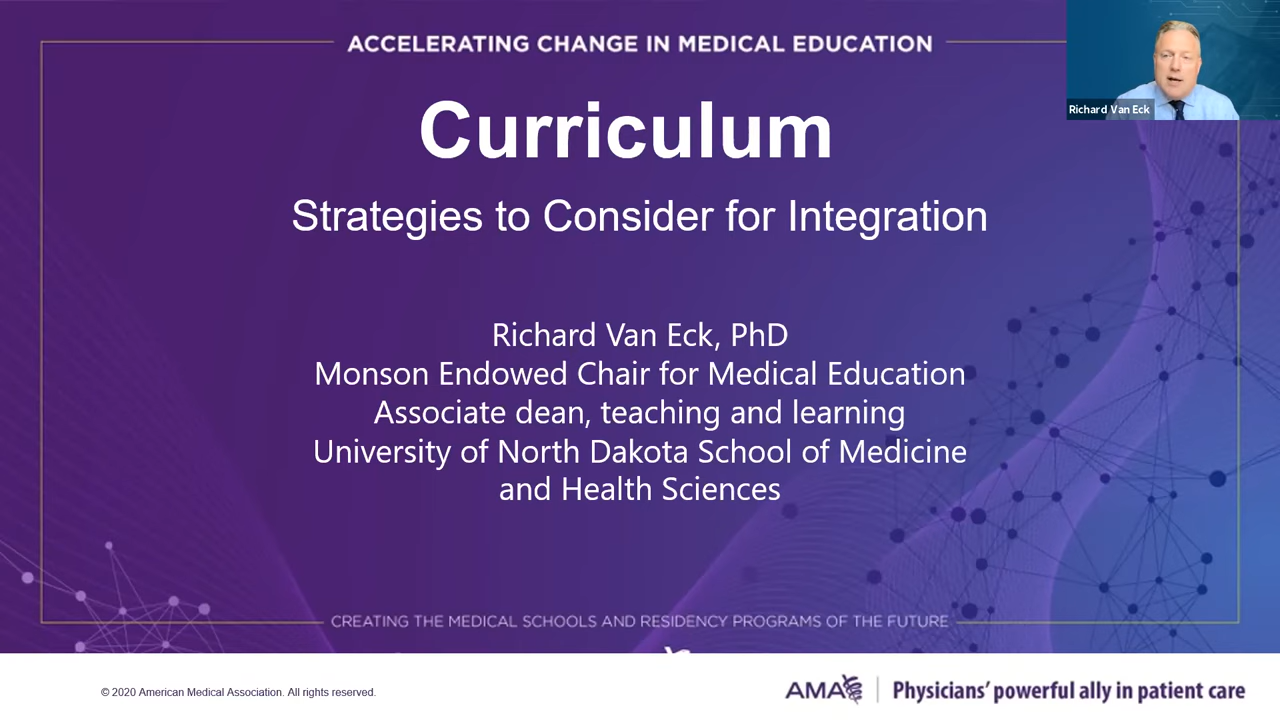 ACCELERATING CHANGE IN MEDICAL EDUCATION
Richard Van Eck
Curriculum
Strategies to Consider for Integration
Richard Van Eck, PhD
Monson Endowed Chair for Medical Education
Associate dean, teaching and learning
University of North Dakota School of Medicine
and Health Sciences
CREATING THE MEDICAL SCHOOLS AND RESIDENCY PROGRAMS OF THE FUTURE
© 2020 American Medical Association. All rights reserved.
AMA
Physicians' powerful ally in patient care